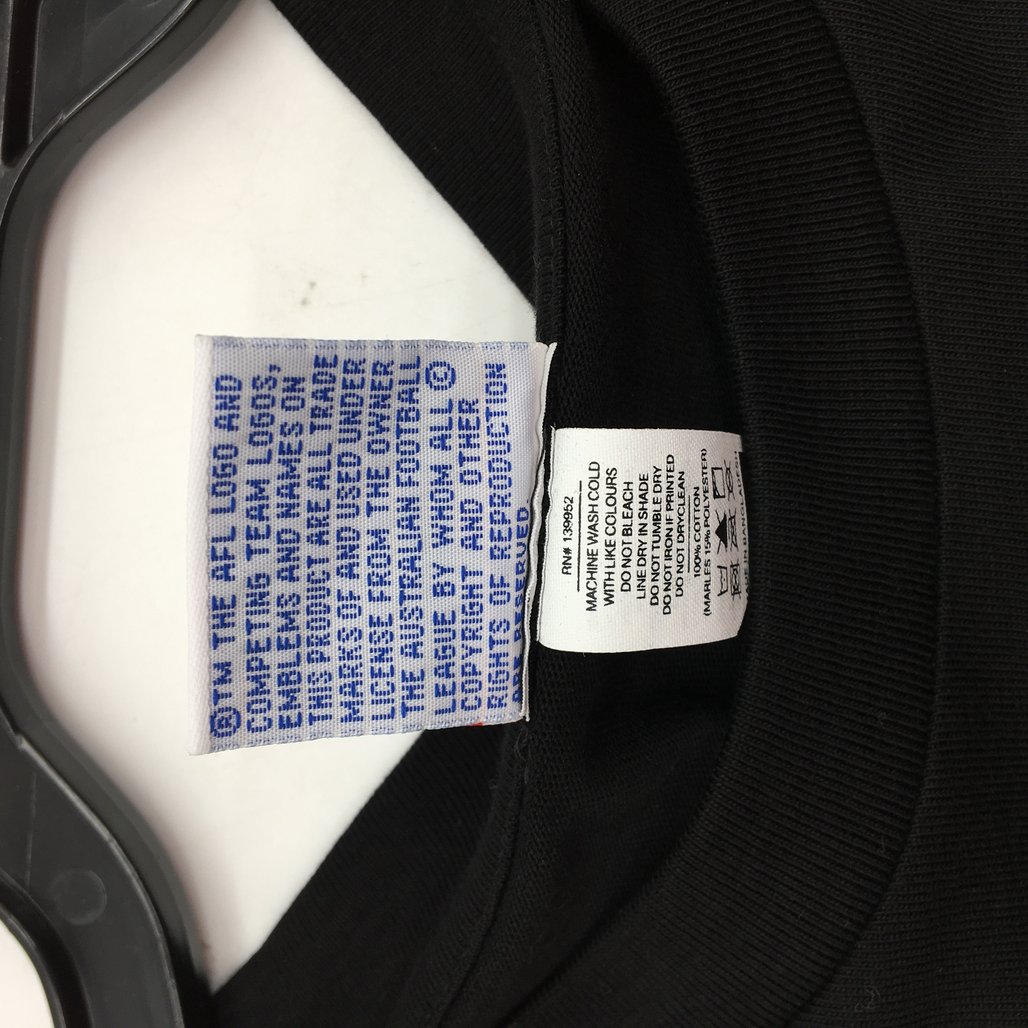 ®TM THE AFL LOGO AND
COMPETING TEAM LOGOS,
EMBLEMS AND NAMES ON
THIS PRODUCT ARE ALL TRADE
MARKS OF AND USED UNDER
LICENSE FROM THE OWNER
THE AUSTRALIAN FOOTBALL
LEAGUE BY WHOM ALL ©
COPYRIGHT AND OTHER
RIGHTS OF REPRODUCTION
ARE RESERVED.
RN# 139952
MACHINE WASH COLD
WITH LIKE COLOURS
DO NOT BLEACH
LINE DRY IN SHADE
DO NOT TUMBLE DRY
DO NOT IRON IF PRINTED
DO NOT DRYCLEAN
100% COTTON
(MARLES 15% POLYESTER)
MADE IN BANGLADESH